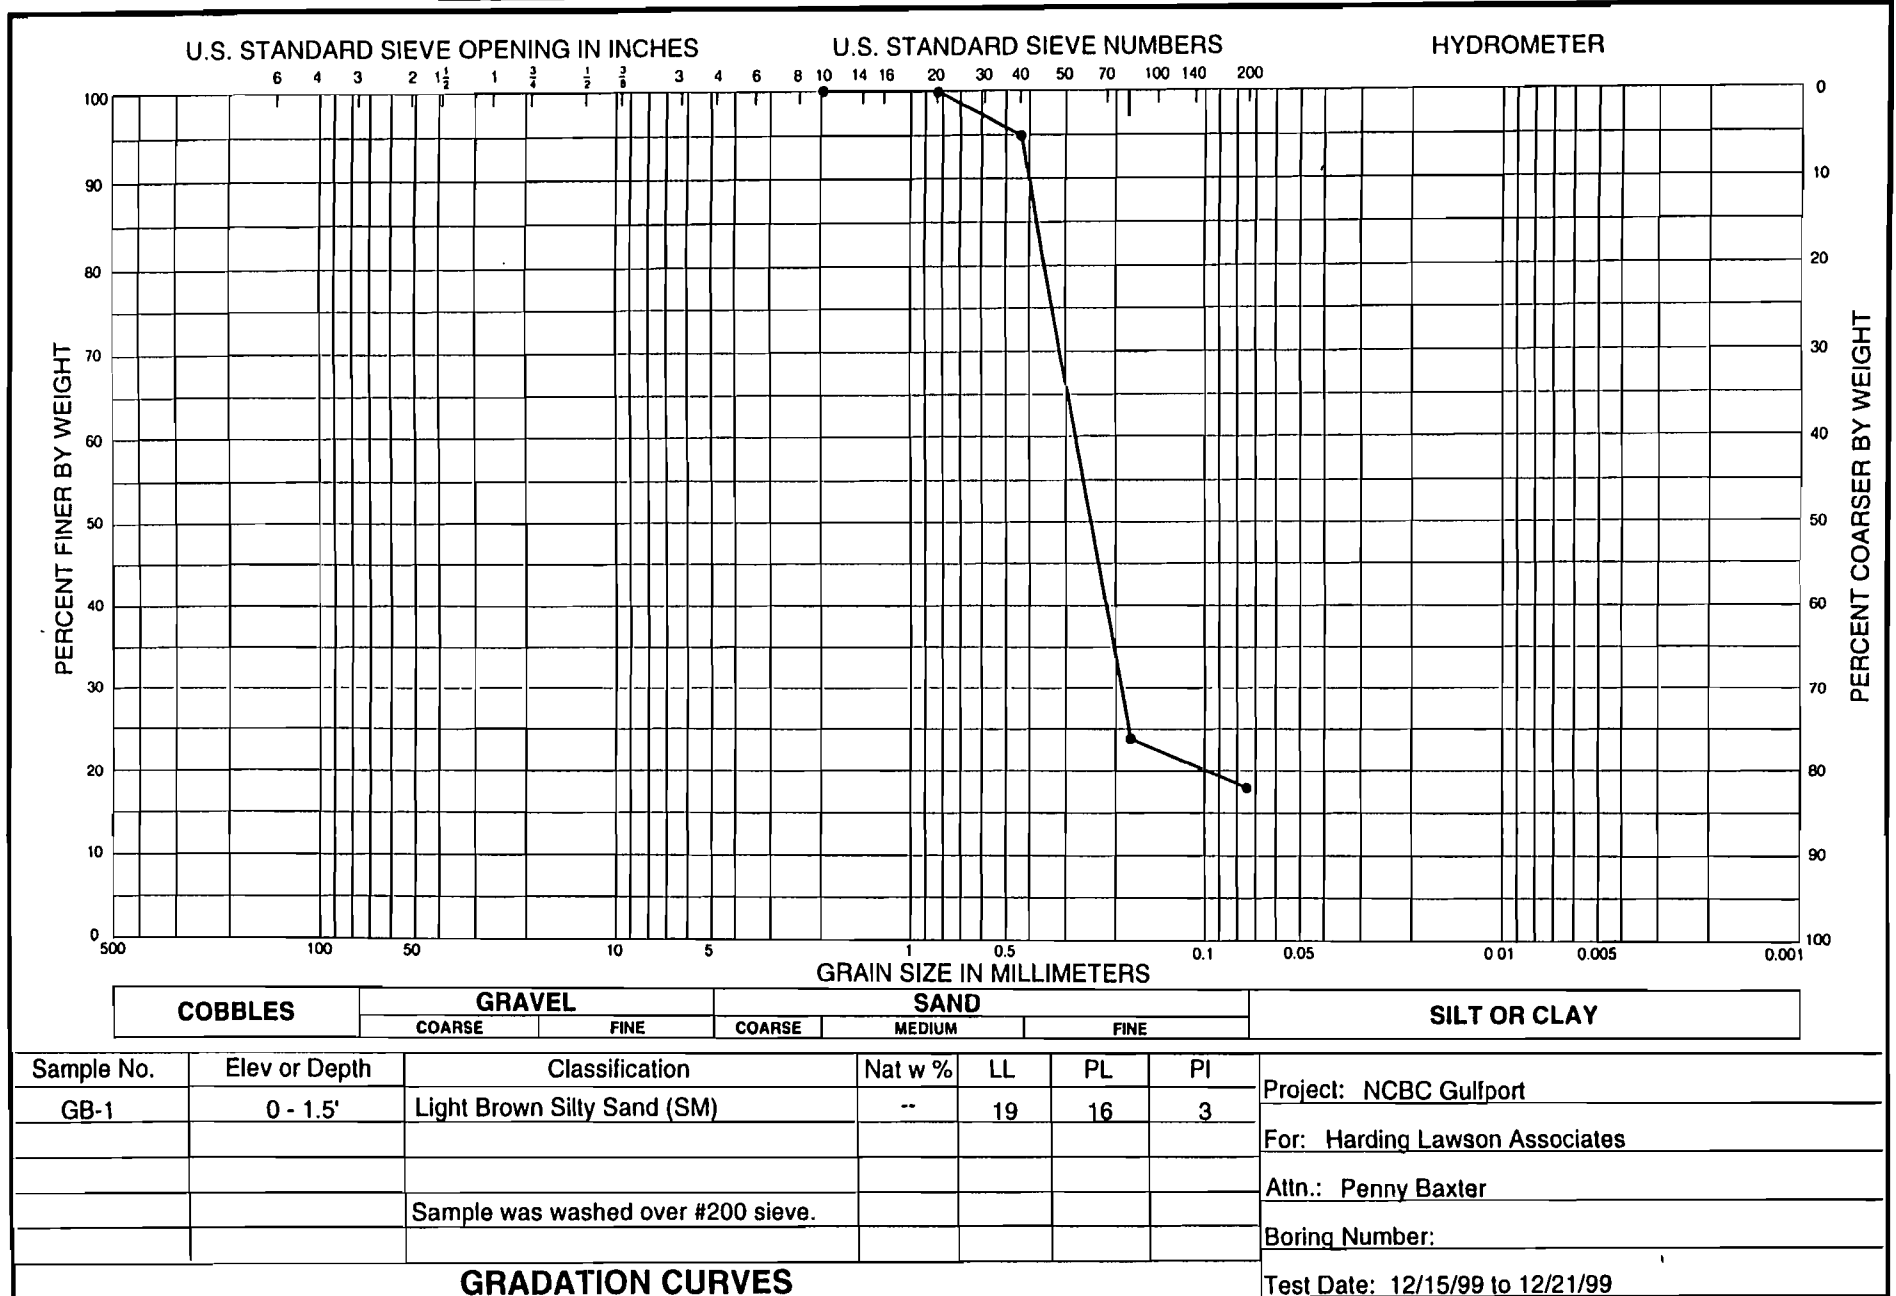 U.S. STANDARD SIEVE OPENING IN INCHES U.S. STANDARD SIEVE NUMBERS HYDROMETER
6 4 3 2 1½ 1 ¾ ½ ⅜ 3 4 6 8 10 14 16 20 30 40 50 70 100 140 200
100 0
90 10
80 20
70 30
60 40
50 50
40 60
30 70
20 80
10 90
0 100
PERCENT FINER BY WEIGHT
PERCENT COARSER BY WEIGHT
500 100 50 10 5 1 0.5 0.1 0.05 0 01 0.005 0.001
GRAIN SIZE IN MILLIMETERS
COBBLES GRAVEL SAND SILT OR CLAY
COARSE FINE COARSE MEDIUM FINE
Sample No. Elev or Depth Classification Nat w % LL PL PI
GB-1 0 - 1.5' Light Brown Silty Sand (SM) -- 19 16 3
Sample was washed over #200 sieve.
Project: NCBC Gulfport
For: Harding Lawson Associates
Attn.: Penny Baxter
Boring Number:
GRADATION CURVES
Test Date: 12/15/99 to 12/21/99